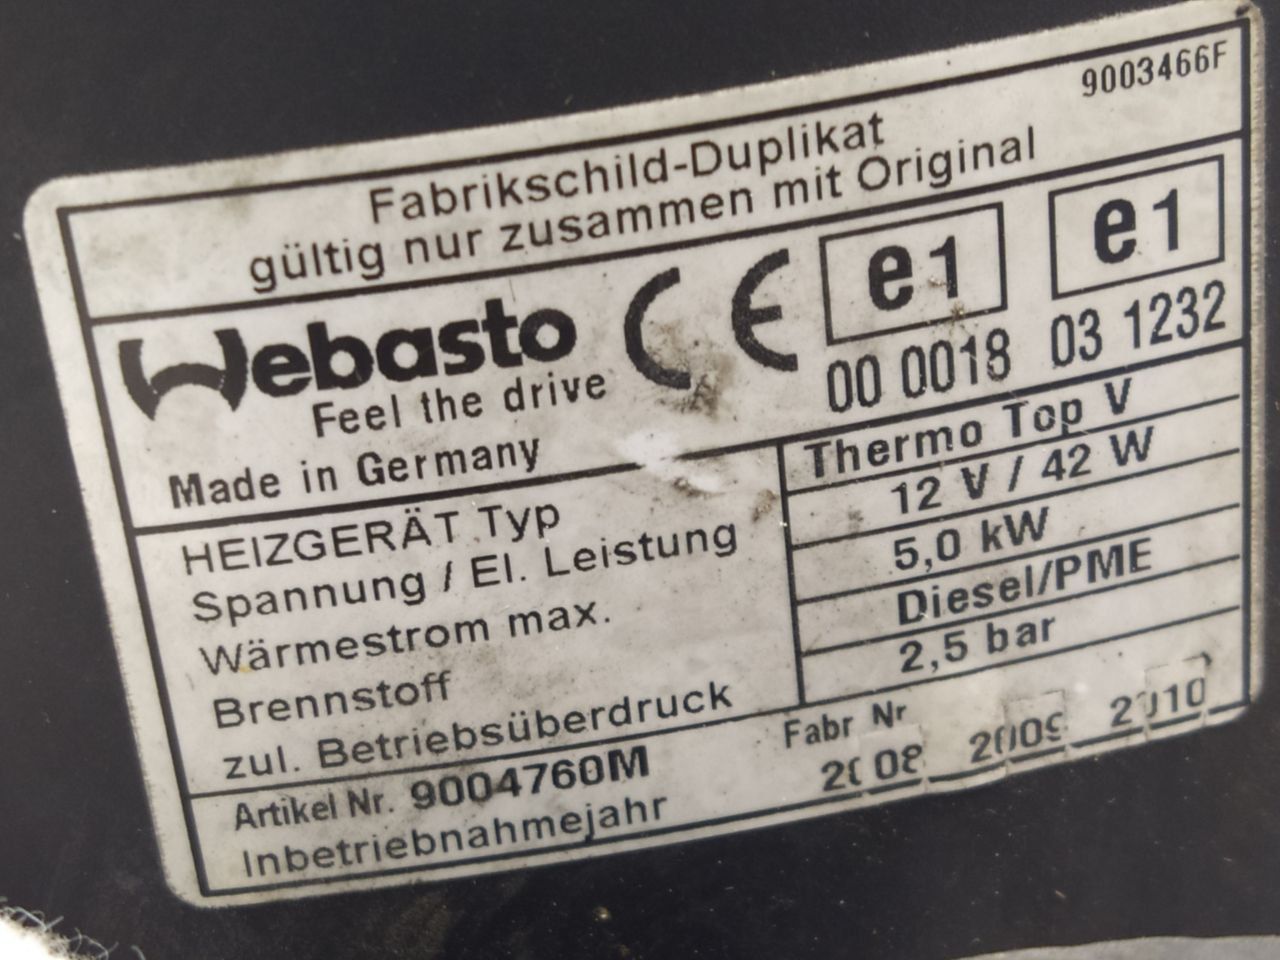 9003466F
Fabrikschild-Duplikat
gültig nur zusammen mit Original
Webasto
Feel the drive
Made in Germany
CE
e1
00 0018
e1
03 1232
HEIZGERÄT Typ Thermo Top V
Spannung / El. Leistung 12 V / 42 W
Wärmestrom max. 5,0 kW
Brennstoff Diesel/PME
zul. Betriebsüberdruck 2,5 bar
Artikel Nr. 9004760M Fabr Nr
Inbetriebnahmejahr 2008 2009 2010